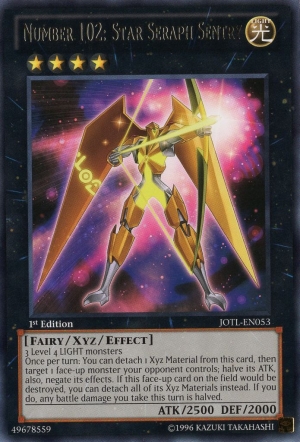 NUMBER 102: STAR SERAPH SENTRY
LIGHT
光
102
JOTL-EN053
1st Edition
[FAIRY/XYZ/EFFECT]
3 Level 4 LIGHT monsters
Once per turn: You can detach 1 Xyz Material from this card, then
target 1 face-up monster your opponent controls; halve its ATK,
also, negate its effects. If this face-up card on the field would be
destroyed, you can detach all of its Xyz Materials instead. If you
do, any battle damage you take this turn is halved.
ATK/2500 DEF/2000
49678559 ©1996 KAZUKI TAKAHASHI